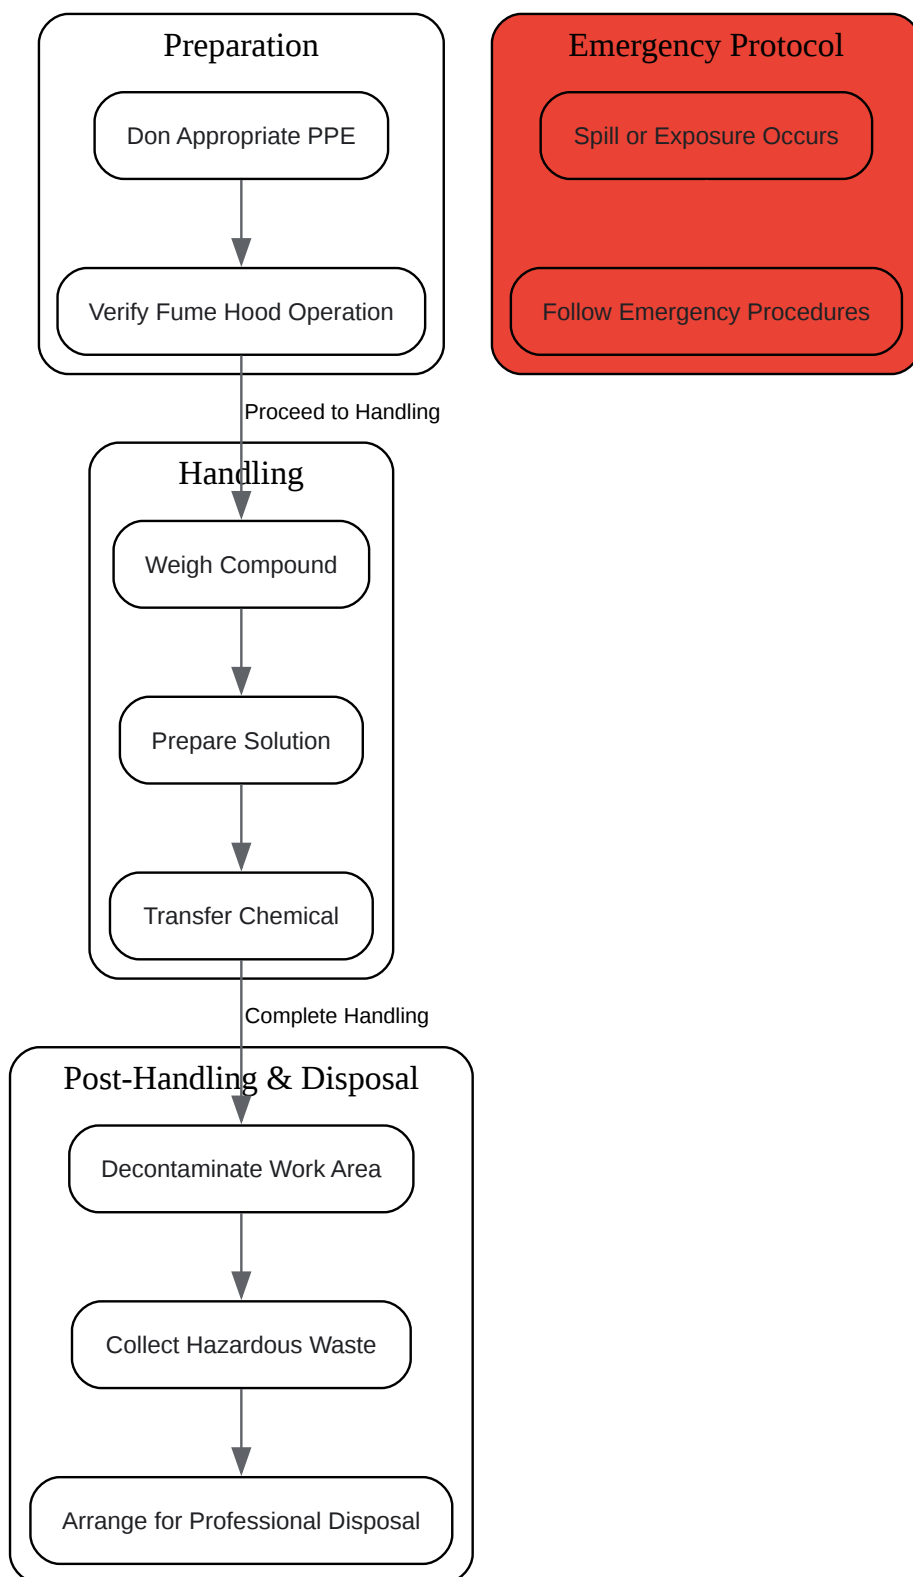 Preparation
Don Appropriate PPE
Verify Fume Hood Operation
Proceed to Handling
Handling
Weigh Compound
Prepare Solution
Transfer Chemical
Complete Handling
Post-Handling & Disposal
Decontaminate Work Area
Collect Hazardous Waste
Arrange for Professional Disposal
Emergency Protocol
Spill or Exposure Occurs
Follow Emergency Procedures